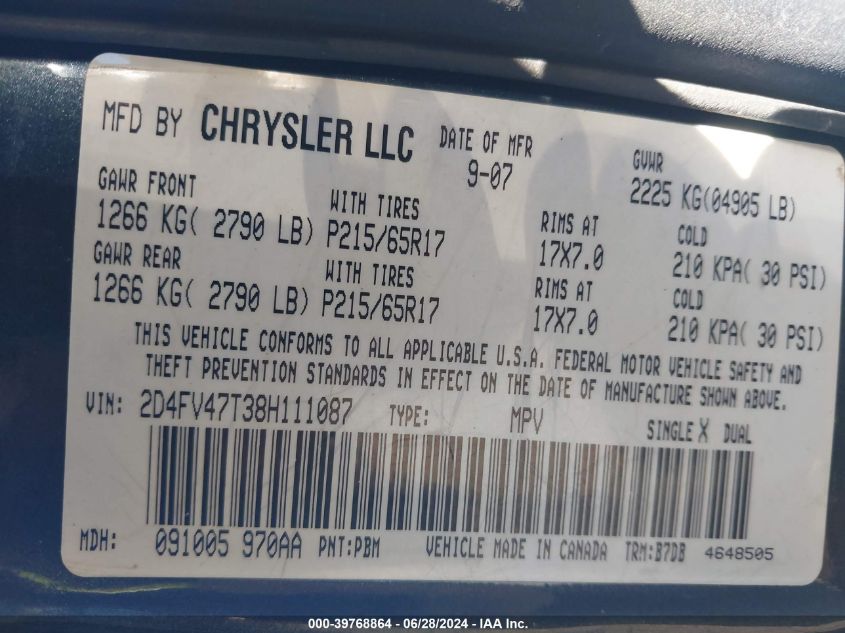 MFD BY CHRYSLER LLC DATE OF MFR GVWR
9-07 2225 KG(04905 LB)
GAWR FRONT WITH TIRES RIMS AT COLD
1266 KG( 2790 LB) P215/65R17 17X7.0 210 KPA( 30 PSI)
GAWR REAR WITH TIRES RIMS AT COLD
1266 KG( 2790 LB) P215/65R17 17X7.0 210 KPA( 30 PSI)
THIS VEHICLE CONFORMS TO ALL APPLICABLE U.S.A. FEDERAL MOTOR VEHICLE SAFETY AND
THEFT PREVENTION STANDARDS IN EFFECT ON THE DATE OF MANUFACTURE SHOWN ABOVE.
VIN: 2D4FV47T38H111087 TYPE: MPV SINGLE X DUAL
MDH: 091005 970AA PNT:PBM VEHICLE MADE IN CANADA TRM:B7DB 4648505
000-39768864 / 06/28/2024 - IAA Inc.